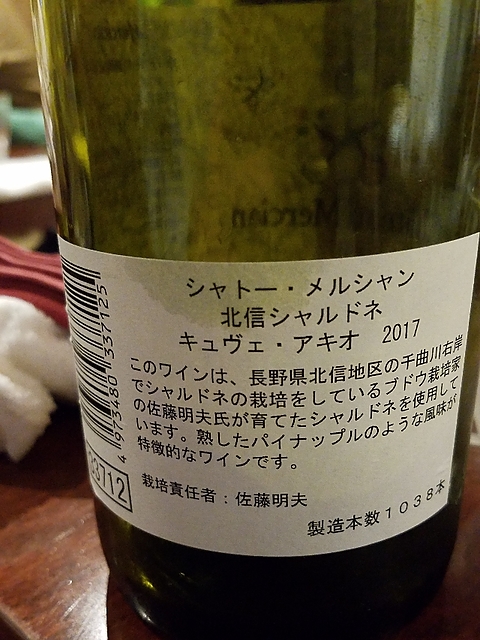 Mercian
シャトー・メルシャン
北信シャルドネ
キュヴェ・アキオ 2017
このワインは、長野県北信地区の千曲川右岸
でシャルドネの栽培をしているブドウ栽培家
の佐藤明夫氏が育てたシャルドネを使用して
います。熟したパイナップルのような風味が
特徴的なワインです。
栽培責任者：佐藤明夫
製造本数1038本
4 973480 337125
33712